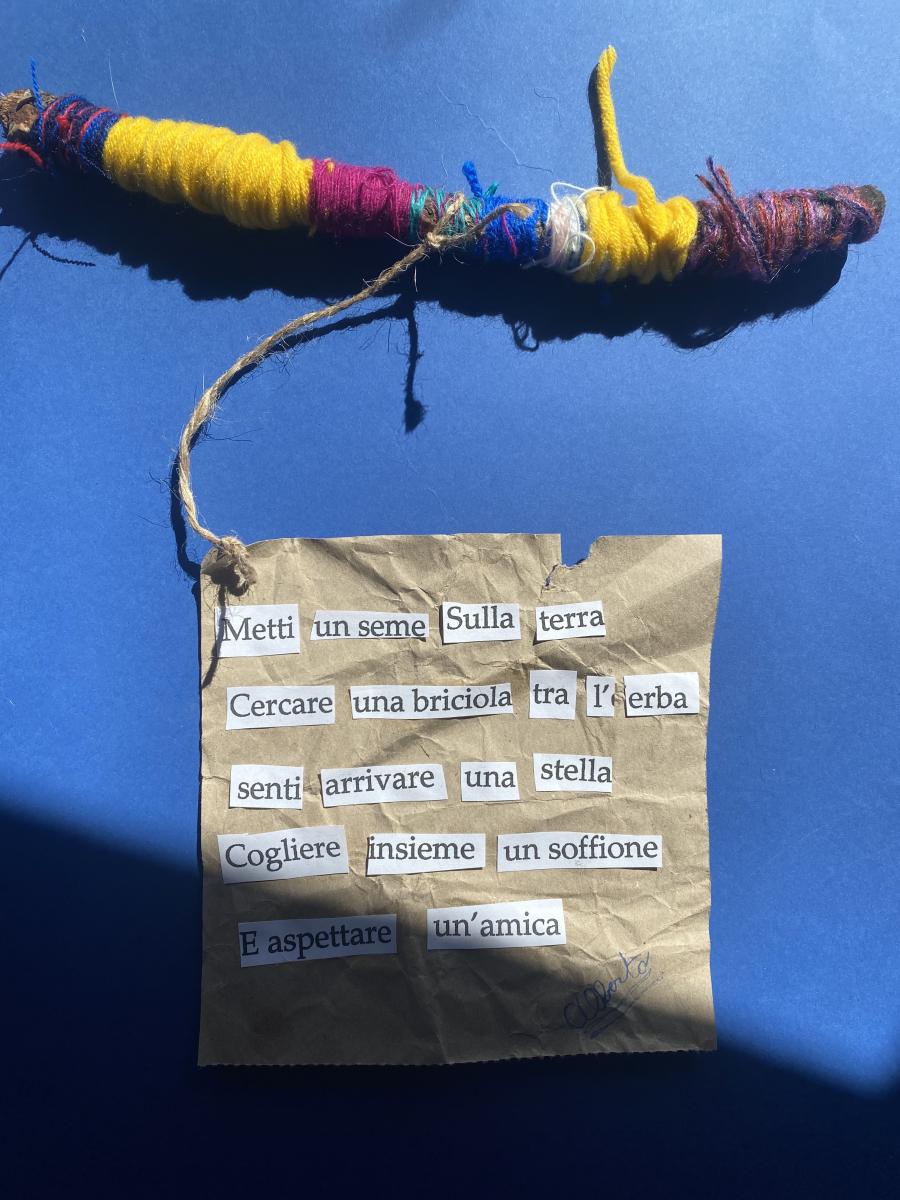 Metti un seme Sulla terra
Cercare una briciola tra l'erba
senti arrivare una stella
Cogliere insieme un soffione
E aspettare un'amica
Alberta